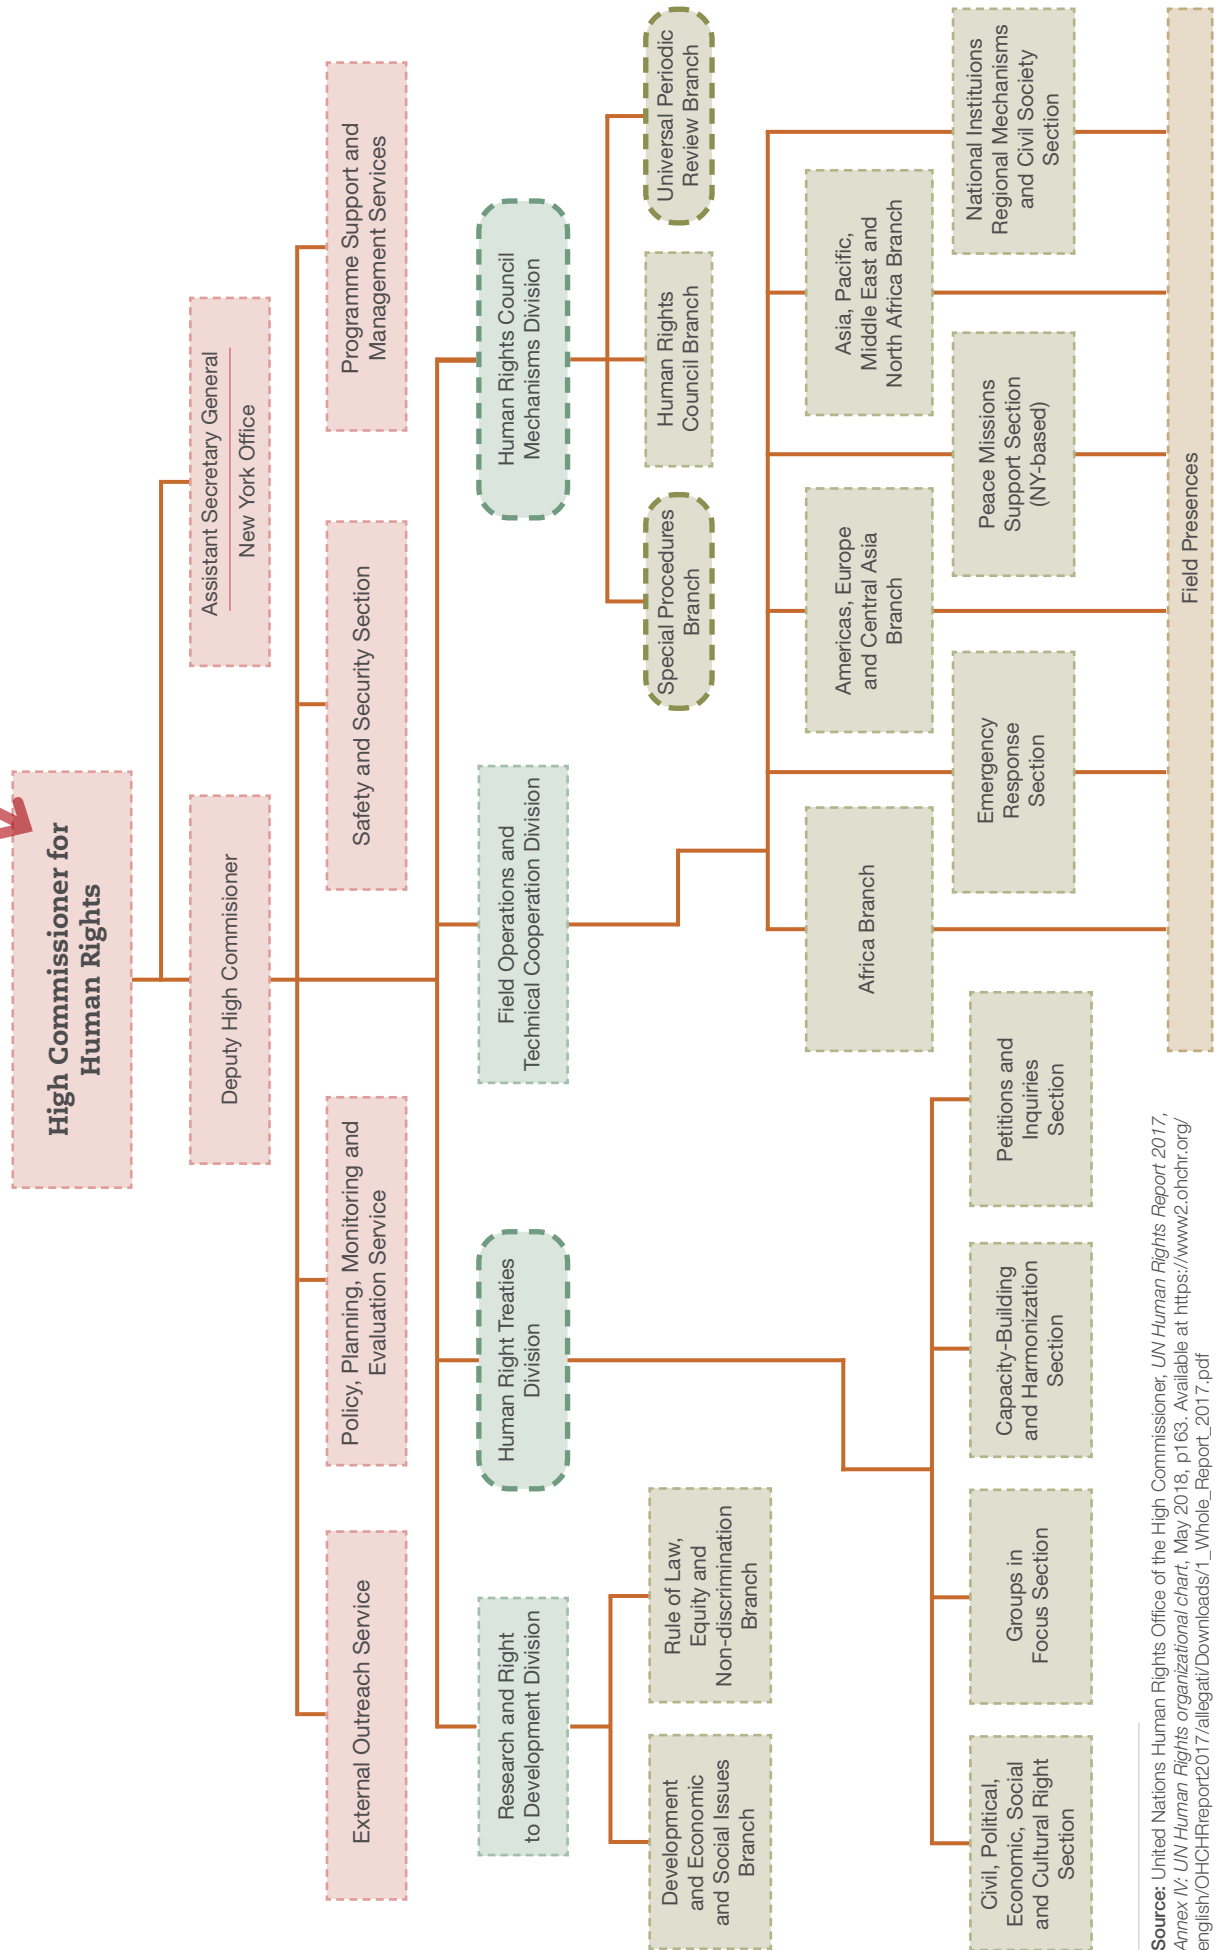 High Commissioner for
Human Rights
Deputy High Commisioner
Assistant Secretary General
New York Office
External Outreach Service
Policy, Planning, Monitoring and
Evaluation Service
Safety and Security Section
Programme Support and
Management Services
Research and Right
to Development Division
Human Right Treaties
Division
Field Operations and
Technical Cooperation Division
Human Rights Council
Mechanisms Division
Development
and Economic
and Social Issues
Branch
Rule of Law,
Equity and
Non-discrimination
Branch
Special Procedures
Branch
Human Rights
Council Branch
Universal Periodic
Review Branch
Africa Branch
Americas, Europe
and Central Asia
Branch
Asia, Pacific,
Middle East and
North Africa Branch
Emergency
Response
Section
Peace Missions
Support Section
(NY-based)
National Instituions
Regional Mechanisms
and Civil Society
Section
Civil, Political,
Economic, Social
and Cultural Right
Section
Groups in
Focus Section
Capacity-Building
and Harmonization
Section
Petitions and
Inquiries
Section
Field Presences
Source: United Nations Human Rights Office of the High Commissioner, UN Human Rights Report 2017,
Annex IV: UN Human Rights organizational chart, May 2018, p163. Available at https://www2.ohchr.org/
english/OHCHRreport2017/allegati/Downloads/1_Whole_Report_2017.pdf